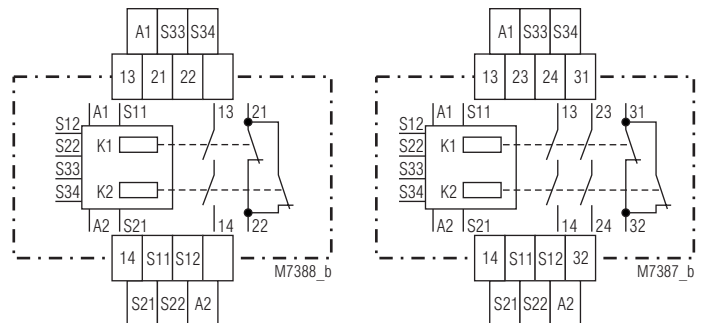 A1 S33 S34
13 21 22
A1 S11 13 21
S12
S22 K1
S33
S34 K2
A2 S21 14 22
14 S11 S12
M7388_b
S21 S22 A2
A1 S33 S34
13 23 24 31
A1 S11 13 23 31
S12
S22 K1
S33
S34 K2
A2 S21 14 24 32
14 S11 S12 32
M7387_b
S21 S22 A2